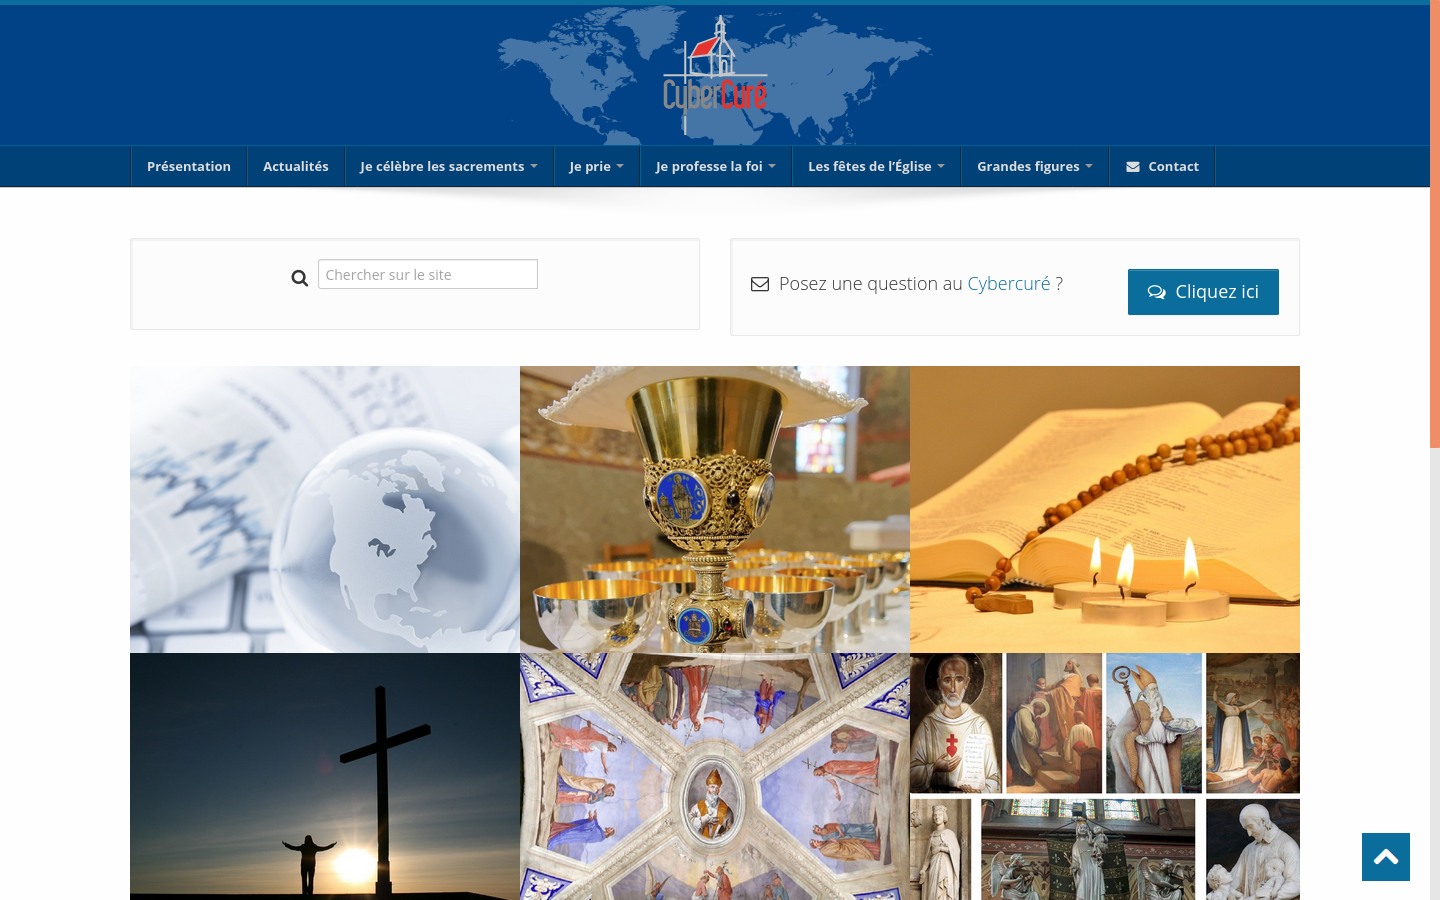 CyberCuré
Présentation
Actualités
Je célèbre les sacrements
Je prie
Je professe la foi
Les fêtes de l'Église
Grandes figures
Contact
Chercher sur le site
Posez une question au Cybercuré ?
Cliquez ici